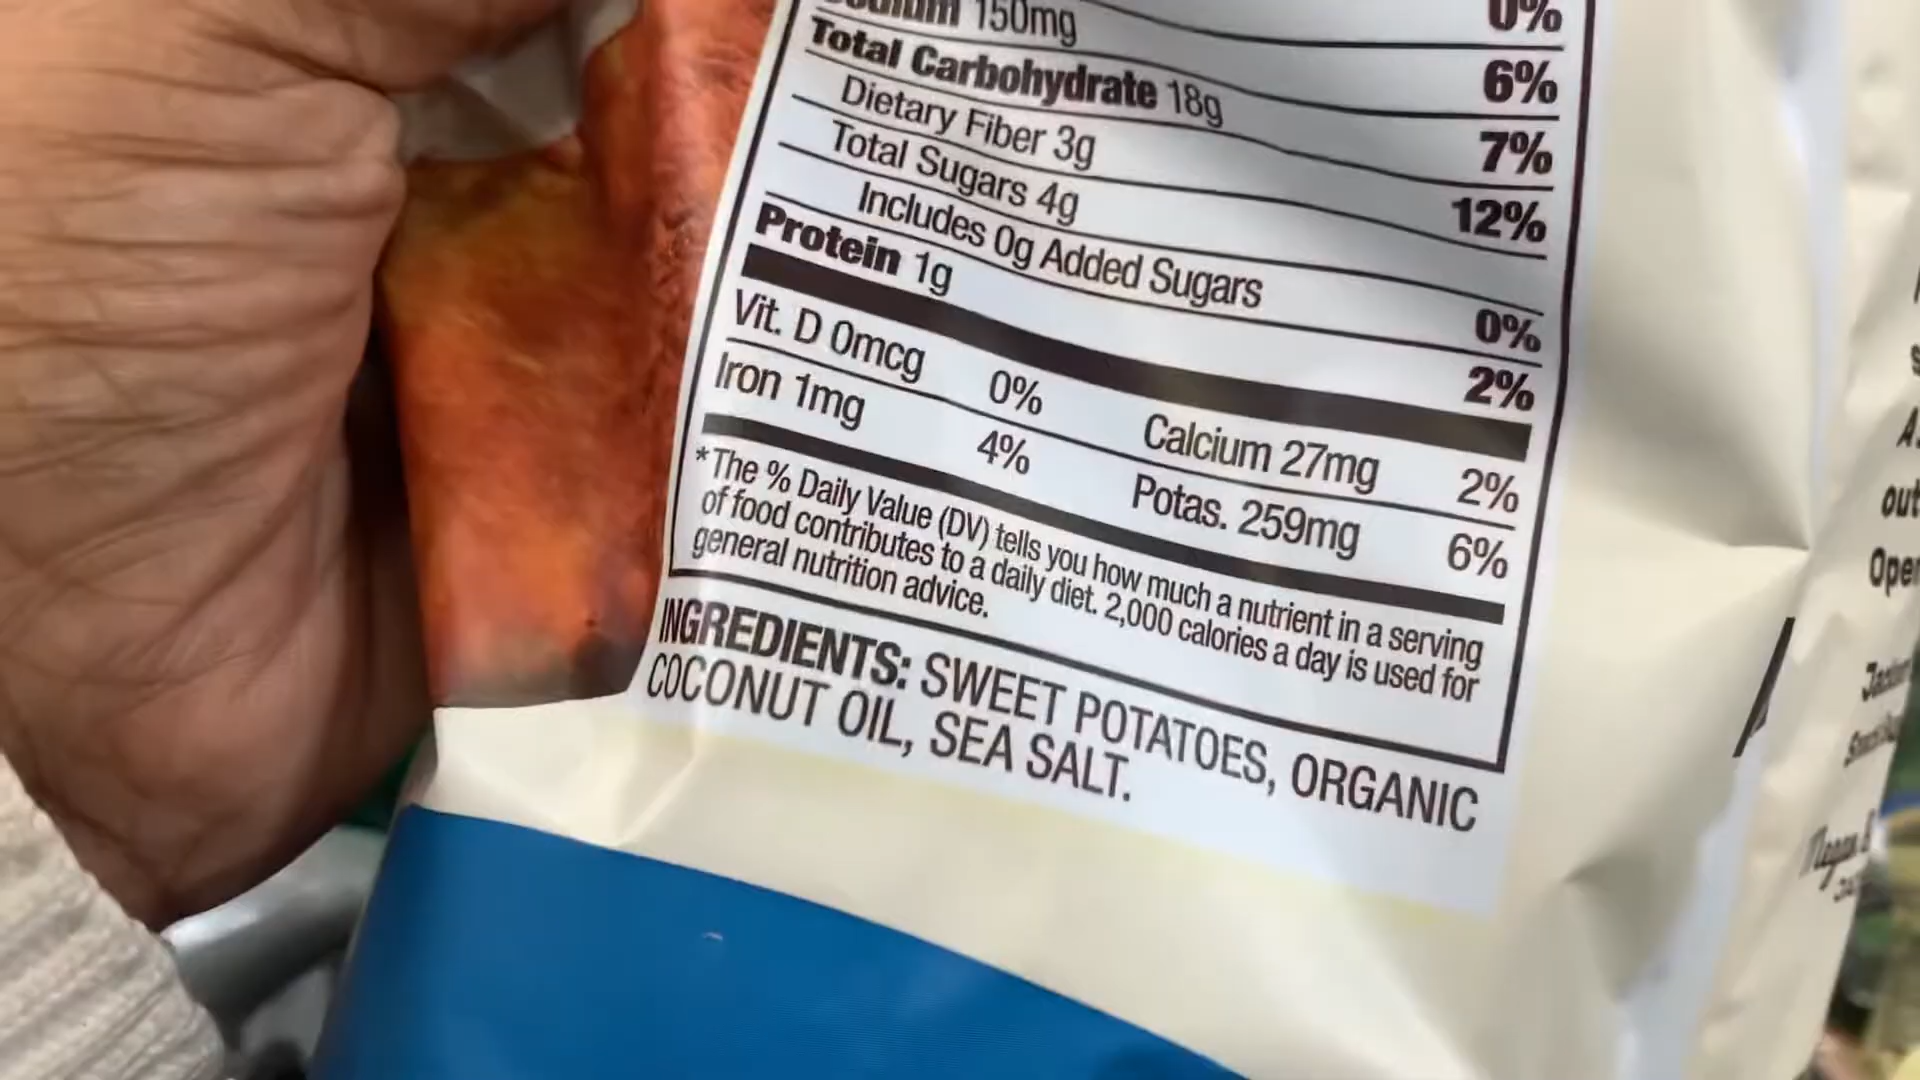 150mg
0%
Total Carbohydrate 18g
6%
Dietary Fiber 3g
7%
Total Sugars 4g
12%
Includes 0g Added Sugars
0%
Protein 1g
2%
Vit. D 0mcg 0% Calcium 27mg 2%
Iron 1mg 4% Potas. 259mg 6%
*The % Daily Value (DV) tells you how much a nutrient in a serving
of food contributes to a daily diet. 2,000 calories a day is used for
general nutrition advice.
INGREDIENTS: SWEET POTATOES, ORGANIC
COCONUT OIL, SEA SALT.
out